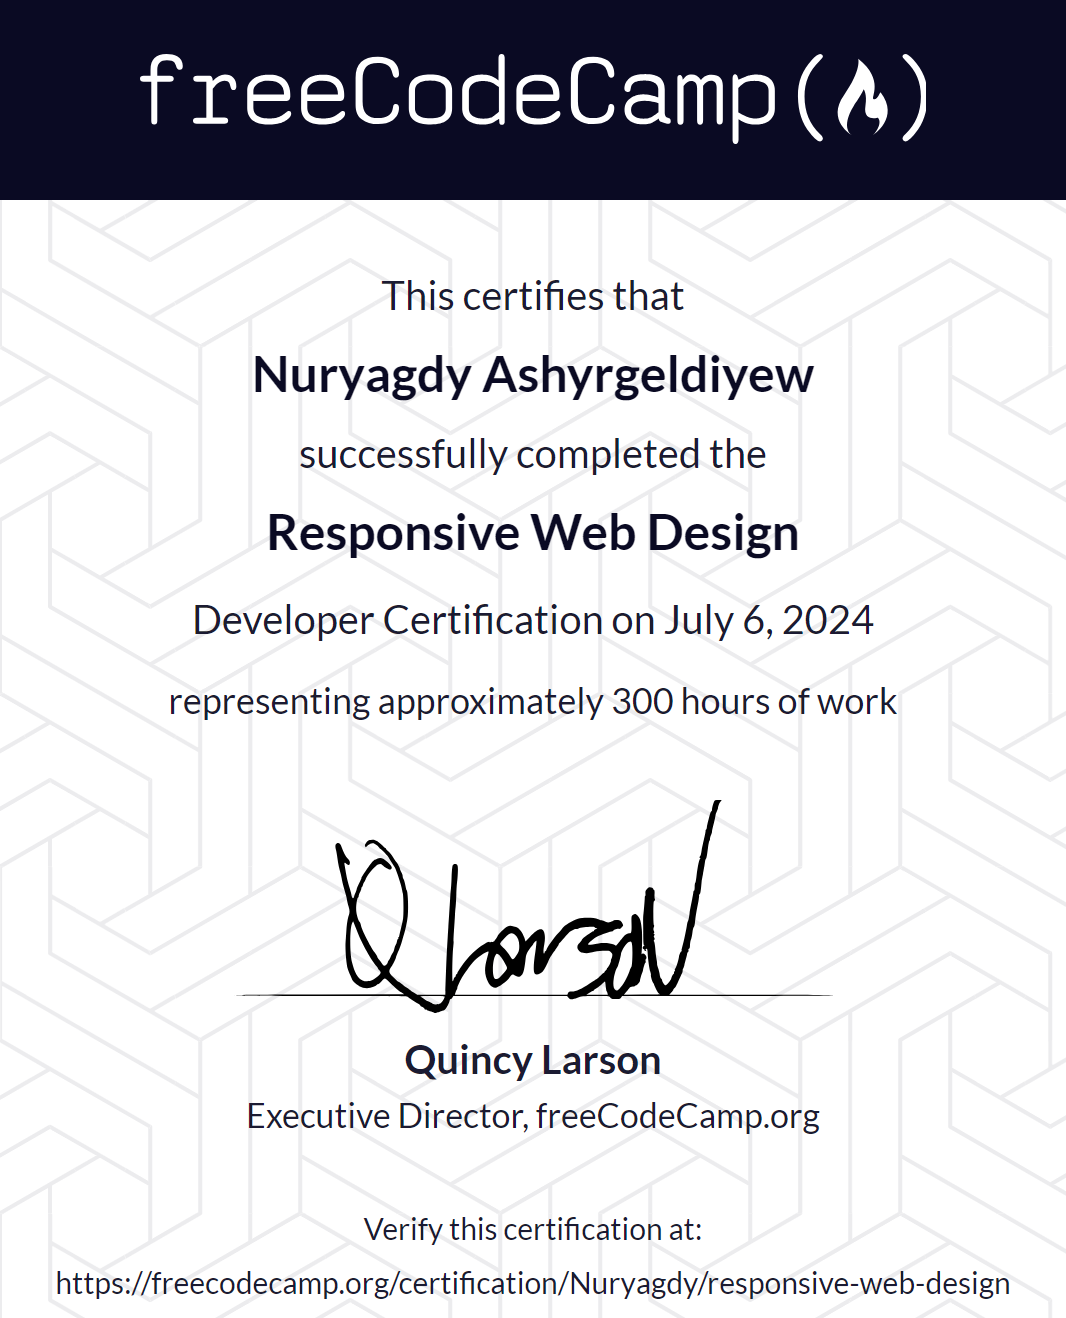 freeCodeCamp
This certifies that
Nuryagdy Ashyrgeldiyew
successfully completed the
Responsive Web Design
Developer Certification on July 6, 2024
representing approximately 300 hours of work
Quincy Larson
Executive Director, freeCodeCamp.org
Verify this certification at:
https://freecodecamp.org/certification/Nuryagdy/responsive-web-design